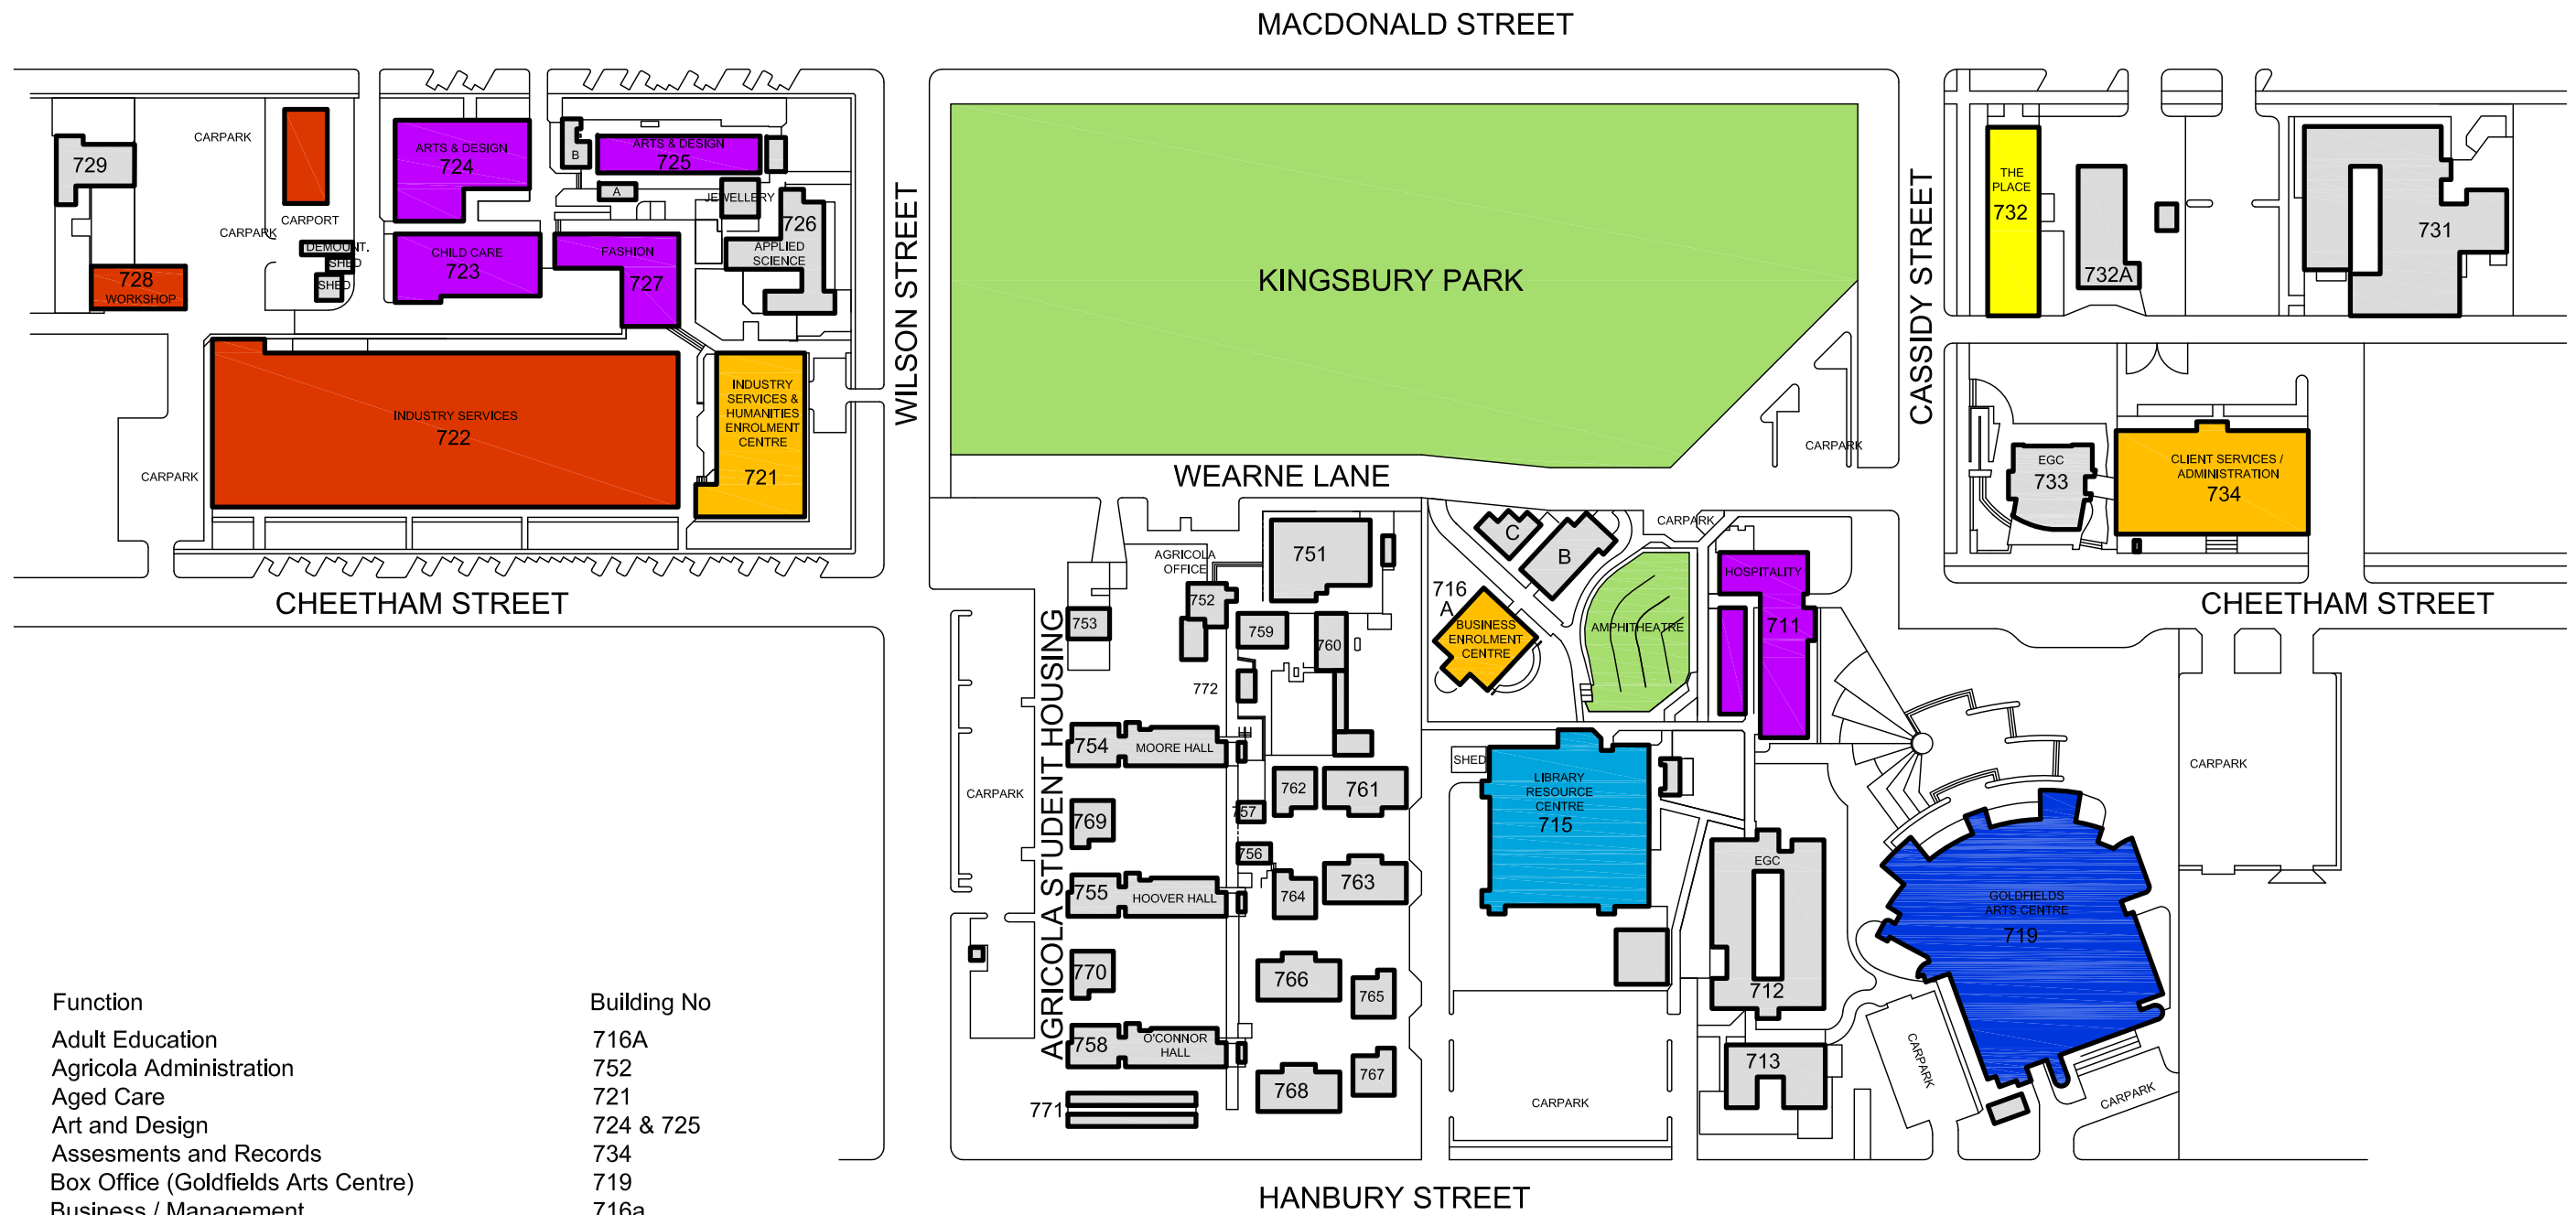 MACDONALD STREET
729
CARPARK
CARPORT
CARPARK
DEMOUNT.
SHED
SHED
728
WORKSHOP
ARTS & DESIGN
724
B
ARTS & DESIGN
725
A
JEWELLERY
726
APPLIED
SCIENCE
CHILD CARE
723
FASHION
727
INDUSTRY SERVICES
722
CARPARK
INDUSTRY
SERVICES &
HUMANITIES
ENROLMENT
CENTRE
721
WILSON STREET
KINGSBURY PARK
CARPARK
CASSIDY STREET
THE
PLACE
732
732A
731
EGC
733
CLIENT SERVICES /
ADMINISTRATION
734
WEARNE LANE
CHEETHAM STREET
CHEETHAM STREET
AGRICOLA
OFFICE
751
752
753
759
760
772
AGRICOLA STUDENT HOUSING
CARPARK
754
MOORE HALL
769
757
762
761
756
755
HOOVER HALL
764
763
770
766
765
758
O'CONNOR
HALL
768
767
771
C
B
CARPARK
716
A
BUSINESS
ENROLMENT
CENTRE
AMPHITHEATRE
HOSPITALITY
711
SHED
LIBRARY
RESOURCE
CENTRE
715
EGC
712
713
CARPARK
GOLDFIELDS
ARTS CENTRE
719
CARPARK
CARPARK
CARPARK
HANBURY STREET
Function Building No
Adult Education 716A
Agricola Administration 752
Aged Care 721
Art and Design 724 & 725
Assesments and Records 734
Box Office (Goldfields Arts Centre) 719
Business / Management 716a